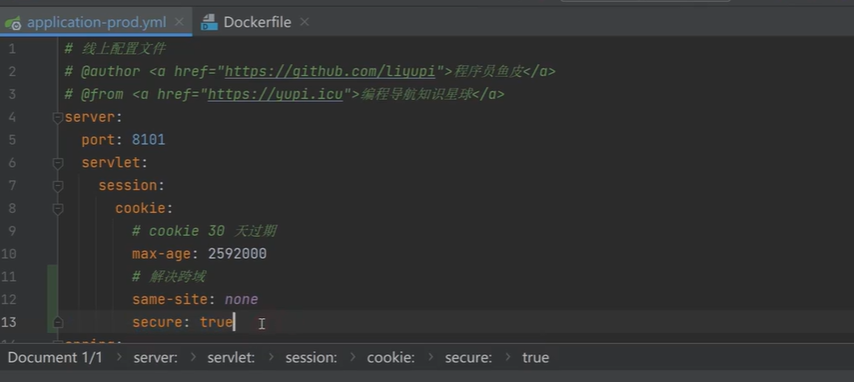 application-prod.yml
Dockerfile
1 # 线上配置文件
2 # @author <a href="https://github.com/liyupi">程序员鱼皮</a>
3 # @from <a href="https://yupi.icu">编程导航知识星球</a>
4 server:
5 port: 8101
6 servlet:
7 session:
8 cookie:
9 # cookie 30 天过期
10 max-age: 2592000
11 # 解决跨域
12 same-site: none
13 secure: true
Document 1/1 > server: > servlet: > session: > cookie: > secure: > true